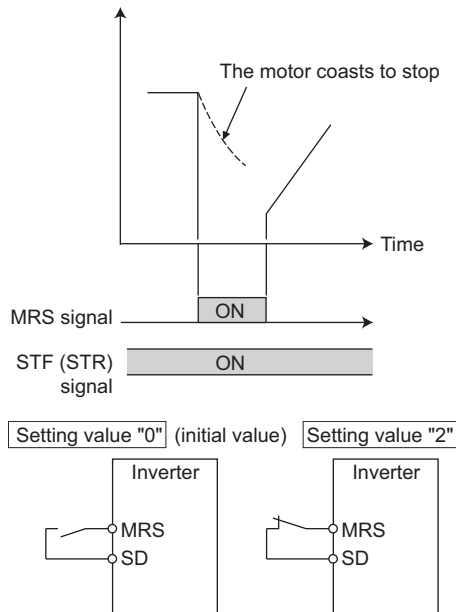 The motor coasts to stop
Time
MRS signal
ON
STF (STR)
signal
ON
Setting value "0" (initial value)
Setting value "2"
Inverter
MRS
SD
Inverter
MRS
SD